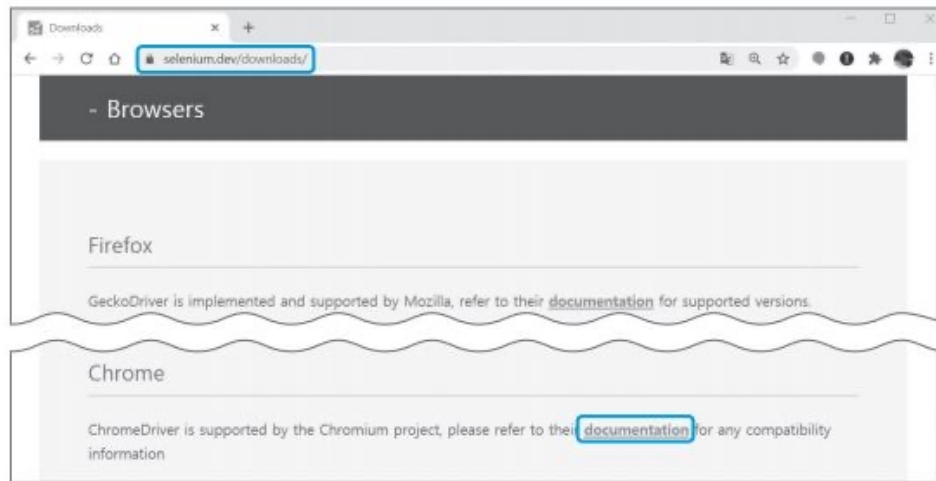 Downloads
selenium.dev/downloads/
- Browsers
Firefox
GeckoDriver is implemented and supported by Mozilla, refer to their documentation for supported versions.
Chrome
ChromeDriver is supported by the Chromium project, please refer to their documentation for any compatibility
information